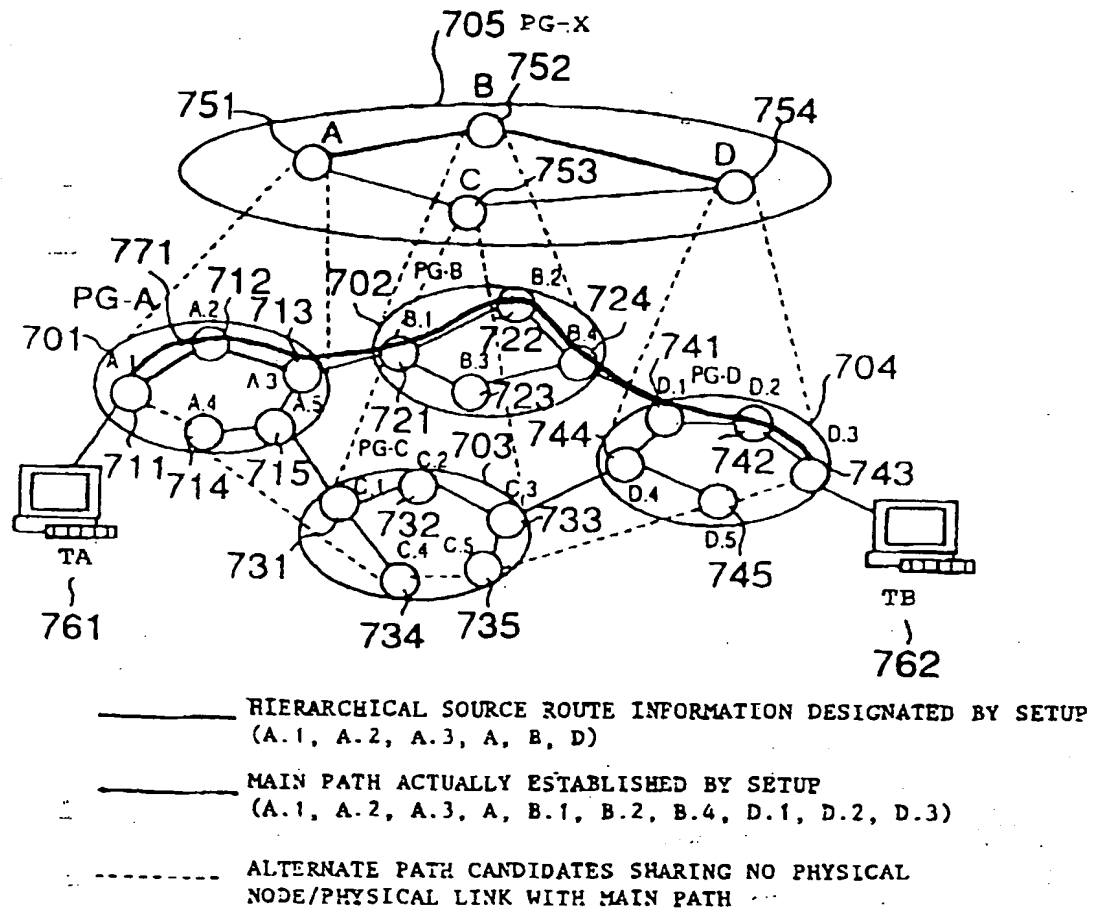 705 PG-X
752
B
751
754
A
D
C
753
771
712
702
PG-B
B.2
724
PG-A
A.2
713
B.1
722
B.4
741
701
A.1
A.3
B.3
723
D.1
PG-D
D.2
704
A.4
A.5
721
703
744
742
D.3
743
711
714
715
PG-C
C.2
C.1
C.3
D.4
732
733
D.5
745
TA
731
C.4
C.5
734
735
TB
761
762
HIERARCHICAL SOURCE ROUTE INFORMATION DESIGNATED BY SETUP
(A.1, A.2, A.3, A, B, D)
MAIN PATH ACTUALLY ESTABLISHED BY SETUP
(A.1, A.2, A.3, A, B.1, B.2, B.4, D.1, D.2, D.3)
ALTERNATE PATH CANDIDATES SHARING NO PHYSICAL
NODE/PHYSICAL LINK WITH MAIN PATH